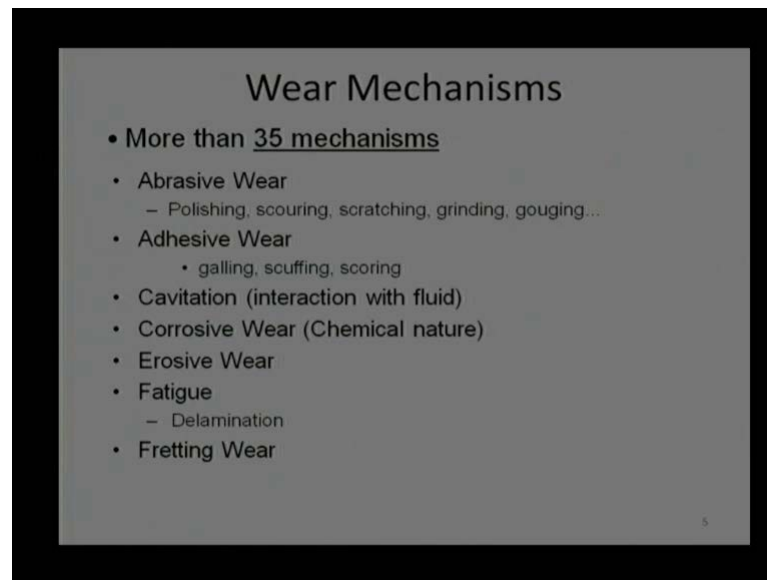 Wear Mechanisms
• More than 35 mechanisms
• Abrasive Wear
– Polishing, scouring, scratching, grinding, gouging...
• Adhesive Wear
• galling, scuffing, scoring
• Cavitation (interaction with fluid)
• Corrosive Wear (Chemical nature)
• Erosive Wear
• Fatigue
– Delamination
• Fretting Wear
5